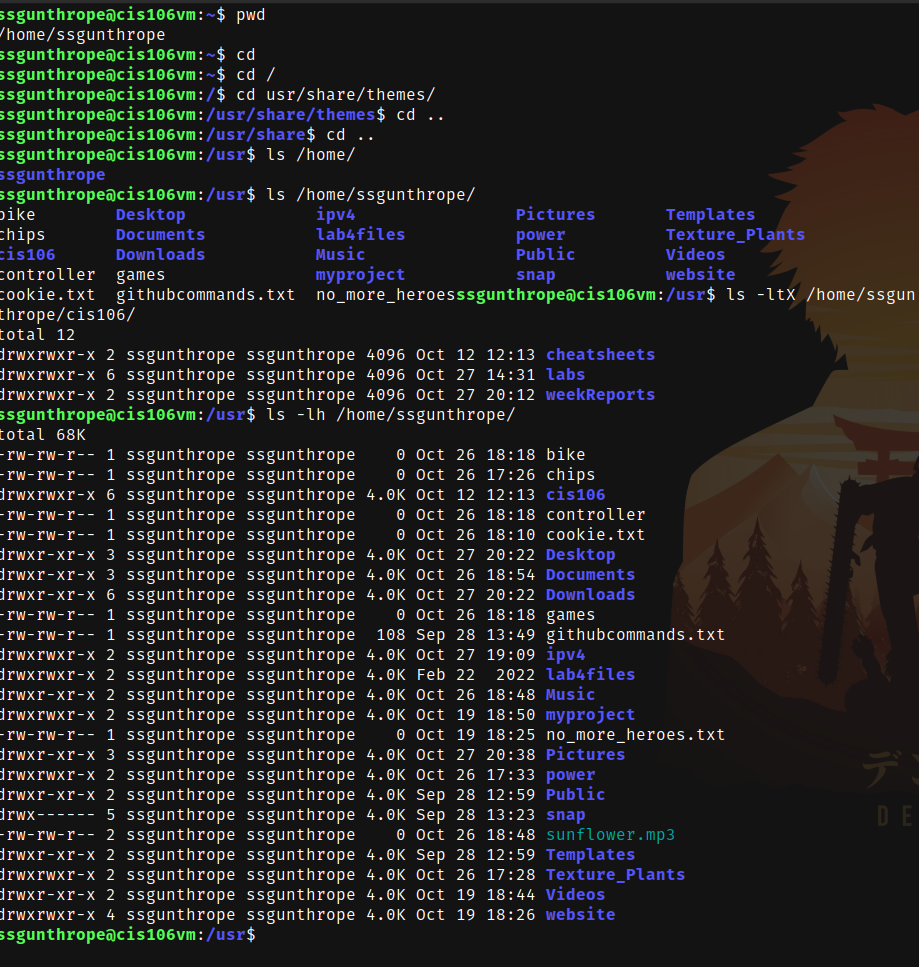 ssgunthrope@cis106vm:~$ pwd
/home/ssgunthrope
ssgunthrope@cis106vm:~$ cd
ssgunthrope@cis106vm:~$ cd /
ssgunthrope@cis106vm:/$ cd usr/share/themes/
ssgunthrope@cis106vm:/usr/share/themes$ cd ..
ssgunthrope@cis106vm:/usr/share$ cd ..
ssgunthrope@cis106vm:/usr$ ls /home/
ssgunthrope
ssgunthrope@cis106vm:/usr$ ls /home/ssgunthrope/
bike        Desktop             ipv4                Pictures       Templates
chips       Documents           lab4files           power          Texture_Plants
cis106      Downloads           Music               Public         Videos
controller  games               myproject           snap           website
cookie.txt  githubcommands.txt  no_more_heroesssgunthrope@cis106vm:/usr$ ls -ltX /home/ssgun
thrope/cis106/
total 12
drwxrwxr-x 2 ssgunthrope ssgunthrope 4096 Oct 12 12:13 cheatsheets
drwxrwxr-x 6 ssgunthrope ssgunthrope 4096 Oct 27 14:31 labs
drwxrwxr-x 2 ssgunthrope ssgunthrope 4096 Oct 27 20:12 weekReports
ssgunthrope@cis106vm:/usr$ ls -lh /home/ssgunthrope/
total 68K
-rw-rw-r-- 1 ssgunthrope ssgunthrope    0 Oct 26 18:18 bike
-rw-rw-r-- 1 ssgunthrope ssgunthrope    0 Oct 26 17:26 chips
drwxrwxr-x 6 ssgunthrope ssgunthrope 4.0K Oct 12 12:13 cis106
-rw-rw-r-- 1 ssgunthrope ssgunthrope    0 Oct 26 18:18 controller
-rw-rw-r-- 1 ssgunthrope ssgunthrope    0 Oct 26 18:10 cookie.txt
drwxr-xr-x 3 ssgunthrope ssgunthrope 4.0K Oct 27 20:22 Desktop
drwxr-xr-x 3 ssgunthrope ssgunthrope 4.0K Oct 26 18:54 Documents
drwxr-xr-x 6 ssgunthrope ssgunthrope 4.0K Oct 27 20:22 Downloads
-rw-rw-r-- 1 ssgunthrope ssgunthrope    0 Oct 26 18:18 games
-rw-rw-r-- 1 ssgunthrope ssgunthrope  108 Sep 28 13:49 githubcommands.txt
drwxrwxr-x 2 ssgunthrope ssgunthrope 4.0K Oct 27 19:09 ipv4
drwxrwxr-x 2 ssgunthrope ssgunthrope 4.0K Feb 22  2022 lab4files
drwxr-xr-x 2 ssgunthrope ssgunthrope 4.0K Oct 26 18:48 Music
drwxrwxr-x 2 ssgunthrope ssgunthrope 4.0K Oct 19 18:50 myproject
-rw-rw-r-- 1 ssgunthrope ssgunthrope    0 Oct 19 18:25 no_more_heroes.txt
drwxr-xr-x 3 ssgunthrope ssgunthrope 4.0K Oct 27 20:38 Pictures
drwxrwxr-x 2 ssgunthrope ssgunthrope 4.0K Oct 26 17:33 power
drwxr-xr-x 2 ssgunthrope ssgunthrope 4.0K Sep 28 12:59 Public
drwx------ 5 ssgunthrope ssgunthrope 4.0K Sep 28 13:23 snap
-rw-rw-r-- 2 ssgunthrope ssgunthrope    0 Oct 26 18:48 sunflower.mp3
drwxr-xr-x 2 ssgunthrope ssgunthrope 4.0K Sep 28 12:59 Templates
drwxrwxr-x 2 ssgunthrope ssgunthrope 4.0K Oct 26 17:28 Texture_Plants
drwxr-xr-x 2 ssgunthrope ssgunthrope 4.0K Oct 19 18:44 Videos
drwxrwxr-x 4 ssgunthrope ssgunthrope 4.0K Oct 19 18:26 website
ssgunthrope@cis106vm:/usr$
デ
DE